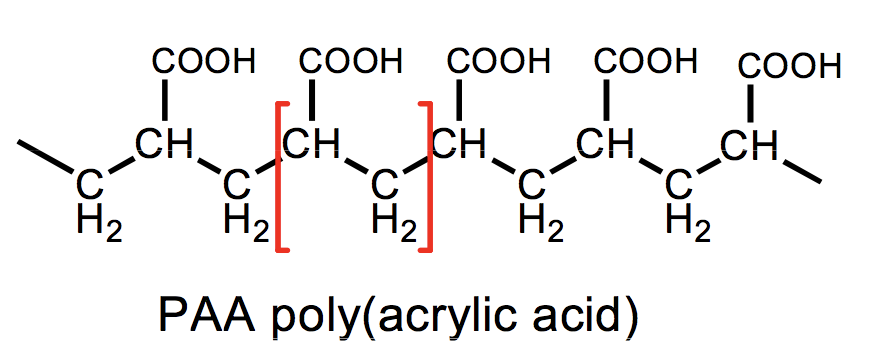 COOH COOH COOH COOH COOH
CH CH CH CH CH
C C C C C
H2 H2 H2 H2 H2
PAA poly(acrylic acid)